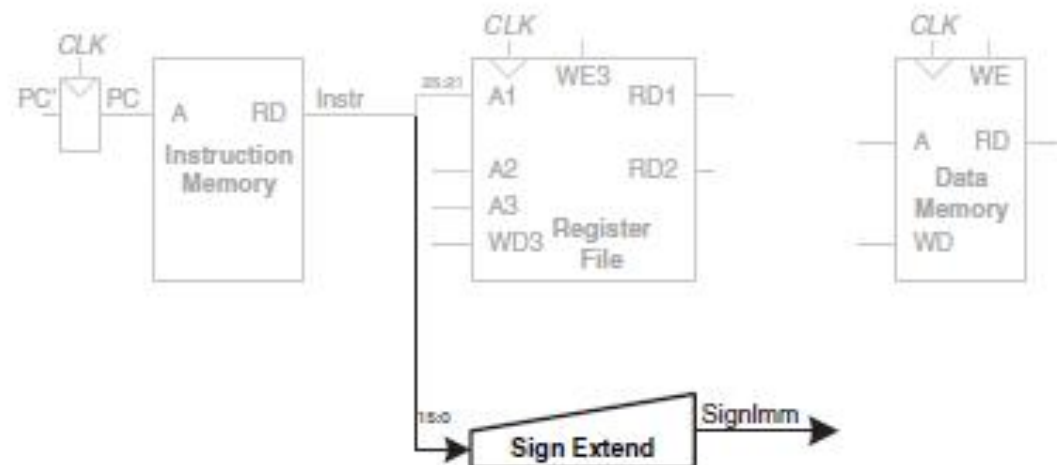 CLK
CLK
CLK
PC' PC
A RD
Instruction
Memory
Instr
25:21
A1
WE3
RD1
A2
RD2
A3
WD3
Register
File
WE
A
RD
Data
Memory
WD
15:0
Sign Extend
SignImm